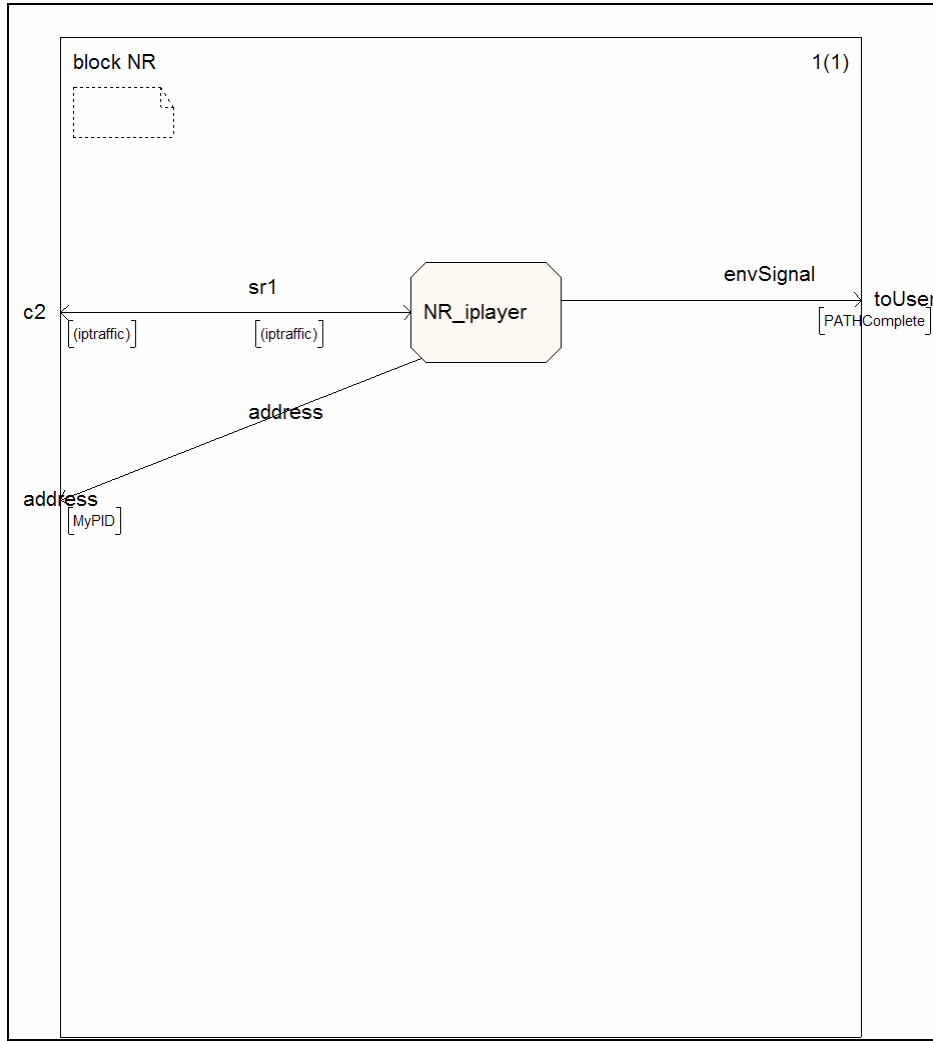 block NR
1(1)
envSignal
sr1
toUser
c2
NR_iplayer
[PATHComplete]
[(iptraffic)]
[(iptraffic)]
address
address
[MyPID]